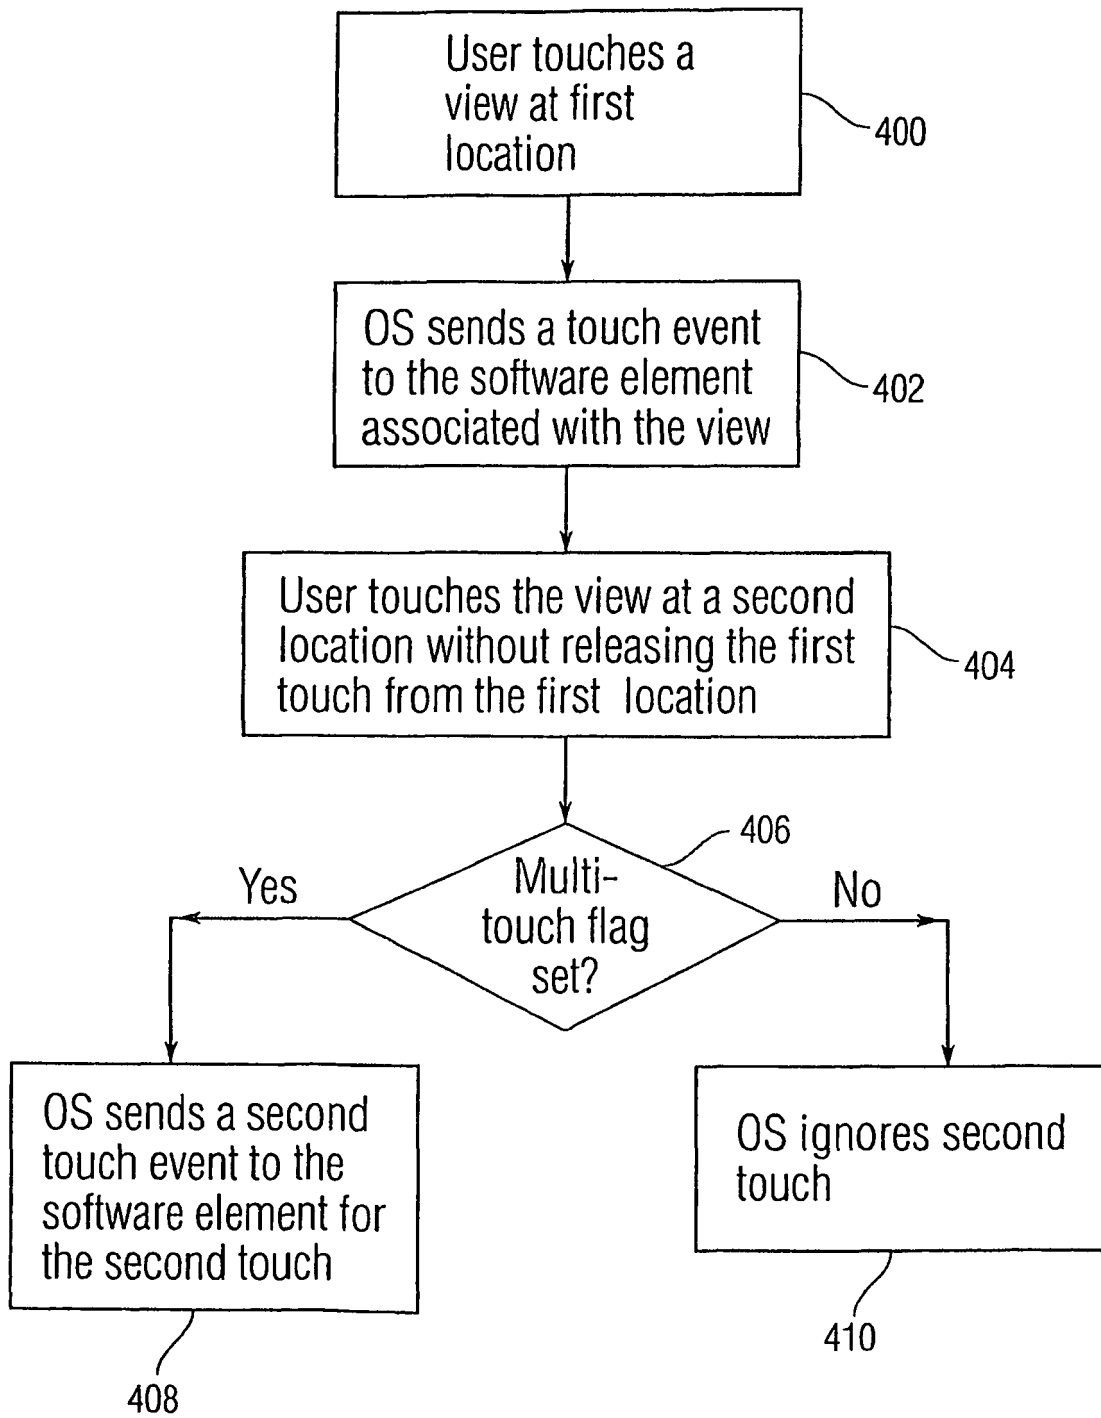 User touches a
view at first
location
400
OS sends a touch event
to the software element
associated with the view
402
User touches the view at a second
location without releasing the first
touch from the first location
404
406
Multi-
touch flag
set?
Yes
No
OS sends a second
touch event to the
software element for
the second touch
408
OS ignores second
touch
410